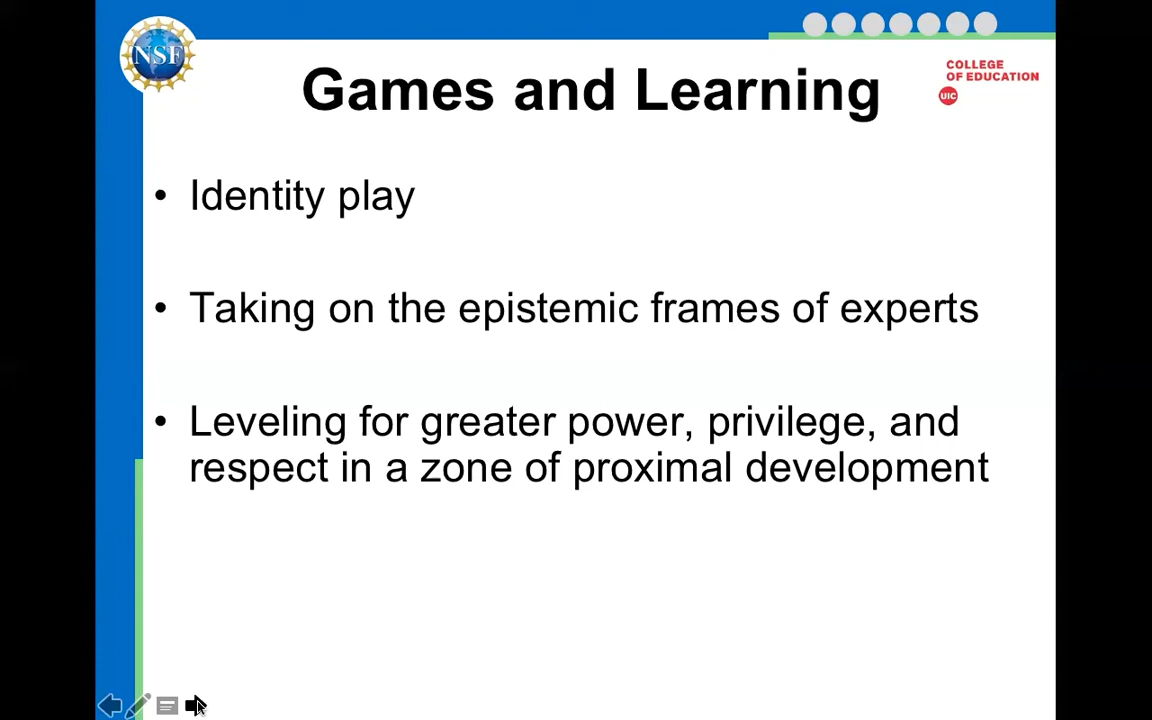 NSF
COLLEGE
OF EDUCATION
UIC
Games and Learning
• Identity play
• Taking on the epistemic frames of experts
• Leveling for greater power, privilege, and
respect in a zone of proximal development